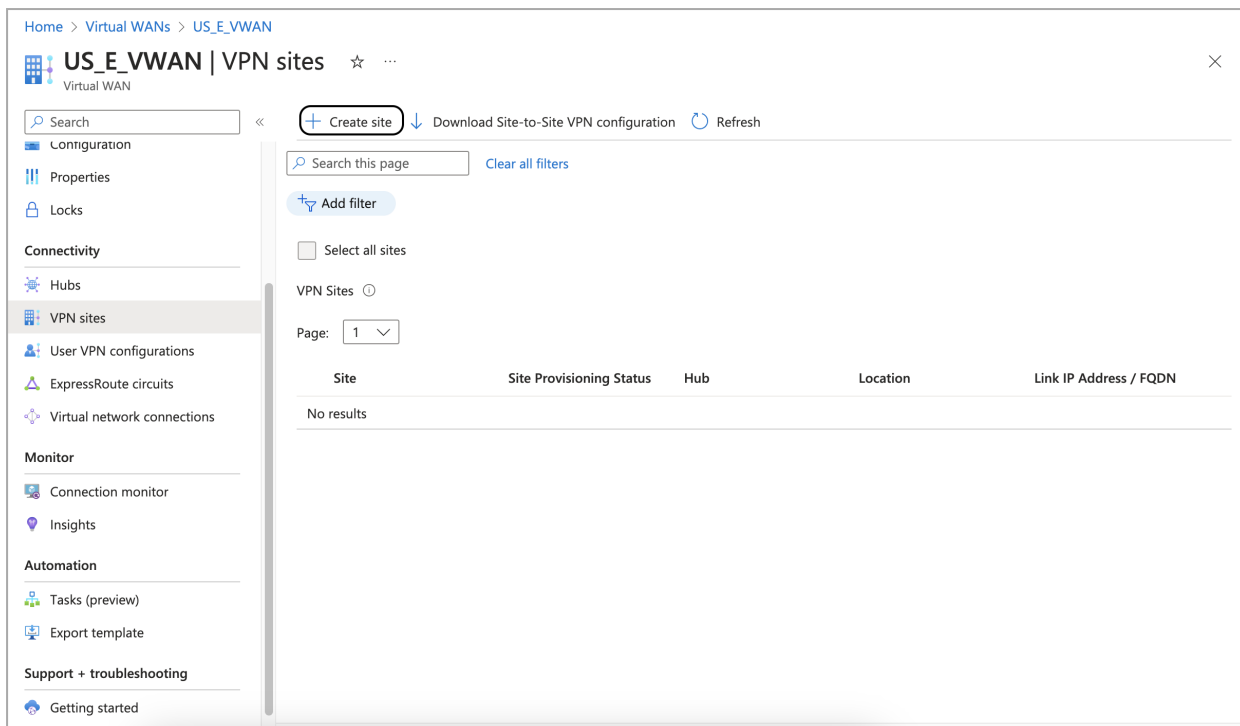 Home > Virtual WANs > US_E_VWAN
US_E_VWAN | VPN sites ☆ ···
Virtual WAN
Search
«
Configuration
Properties
Locks
Connectivity
Hubs
VPN sites
User VPN configurations
ExpressRoute circuits
Virtual network connections
Monitor
Connection monitor
Insights
Automation
Tasks (preview)
Export template
Support + troubleshooting
Getting started
Create site Download Site-to-Site VPN configuration Refresh
Search this page Clear all filters
Add filter
Select all sites
VPN Sites
Page: 1
Site Site Provisioning Status Hub Location Link IP Address / FQDN
No results